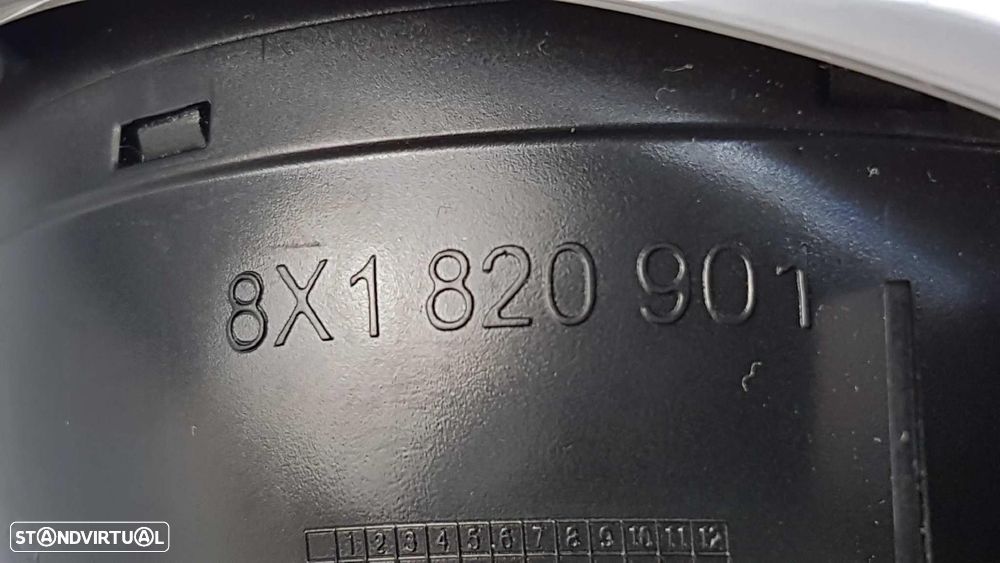 8X1 820 901
1 2 3 4 5 6 7 8 9 10 11 12
STANDVIRTUAL